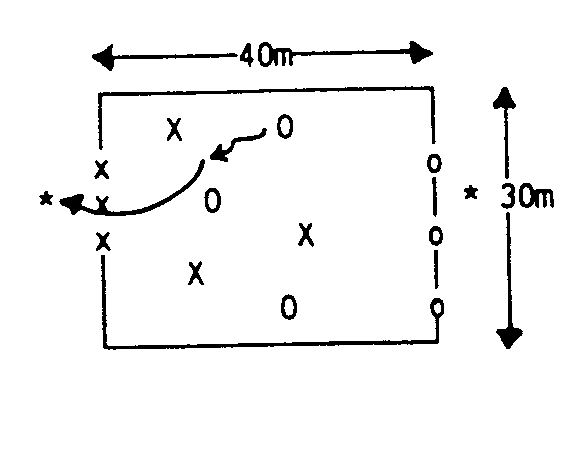 40m
X O
X O
* X O * 30m
X X O
X
O O